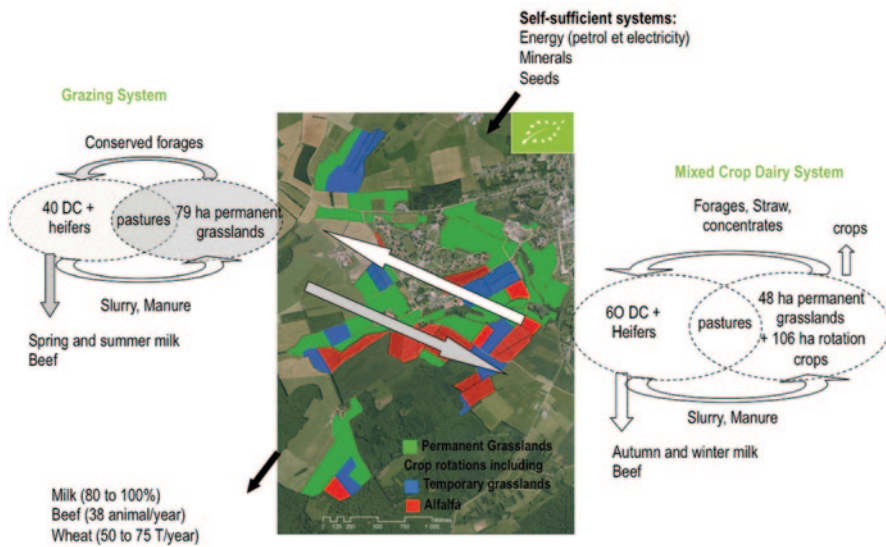 Self-sufficient systems:
Energy (petrol et electricity)
Minerals
Seeds
Grazing System
Conserved forages
40 DC +
heifers
pastures
79 ha permanent
grasslands
Slurry, Manure
Spring and summer milk
Beef
Mixed Crop Dairy System
Forages, Straw,
concentrates
crops
6O DC +
Heifers
pastures
48 ha permanent
grasslands
+ 106 ha rotation
crops
Slurry, Manure
Autumn and winter milk
Beef
Permanent Grasslands
Crop rotations including
Temporary grasslands
Alfalfa
Milk (80 to 100%)
Beef (38 animal/year)
Wheat (50 to 75 T/year)